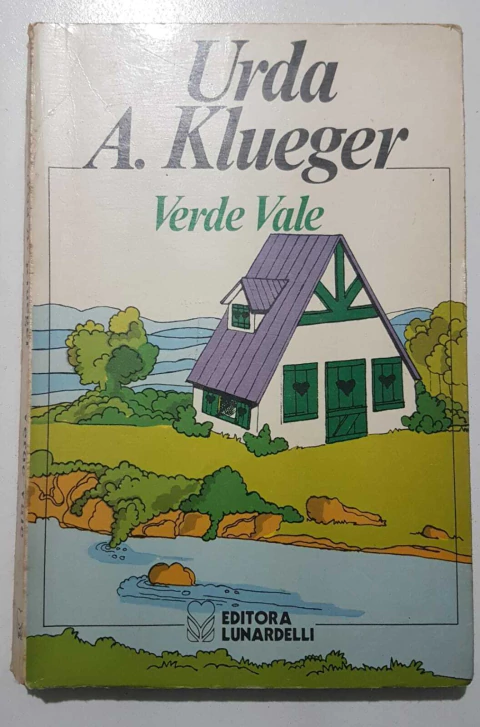 Urda
A. Klueger
Verde Vale
EDITORA
LUNARDELLI